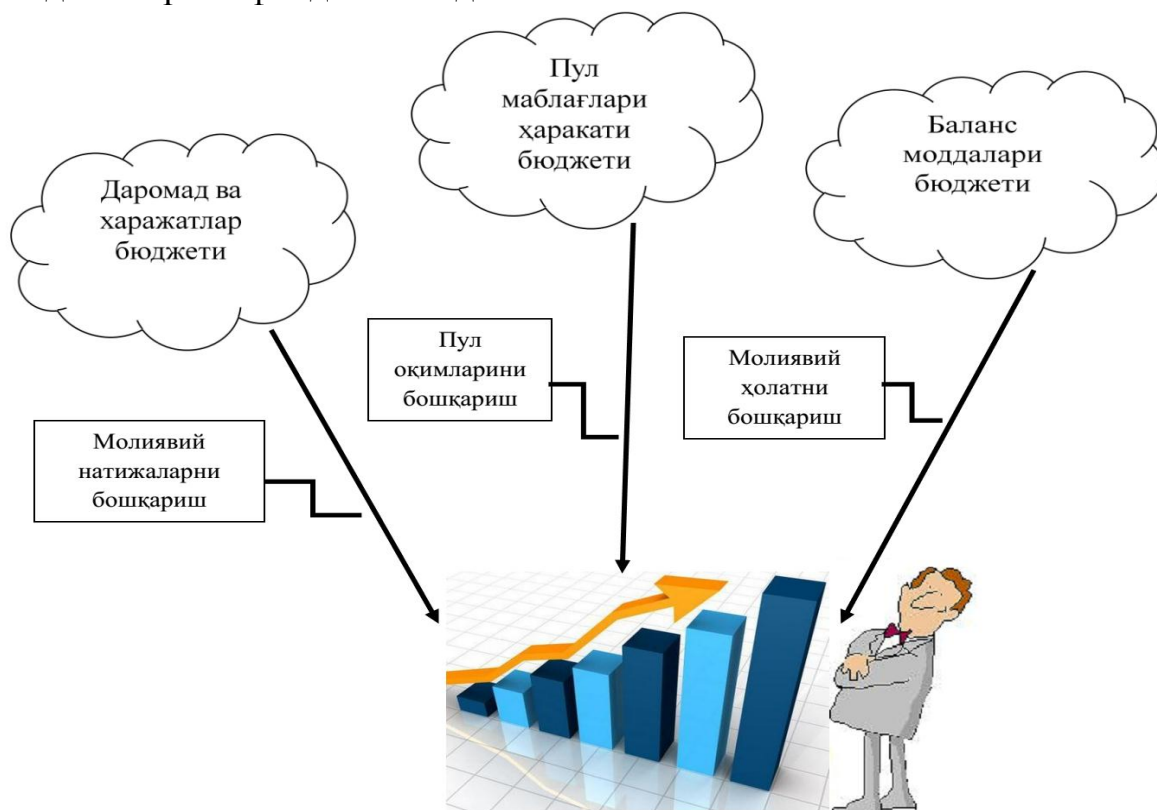 Даромад ва
харажатлар
бюджети
Пул
маблағлари
ҳаракати
бюджети
Баланс
моддалари
бюджети
Молиявий
натижаларни
бошқариш
Пул
оқимларини
бошқариш
Молиявий
ҳолатни
бошқариш